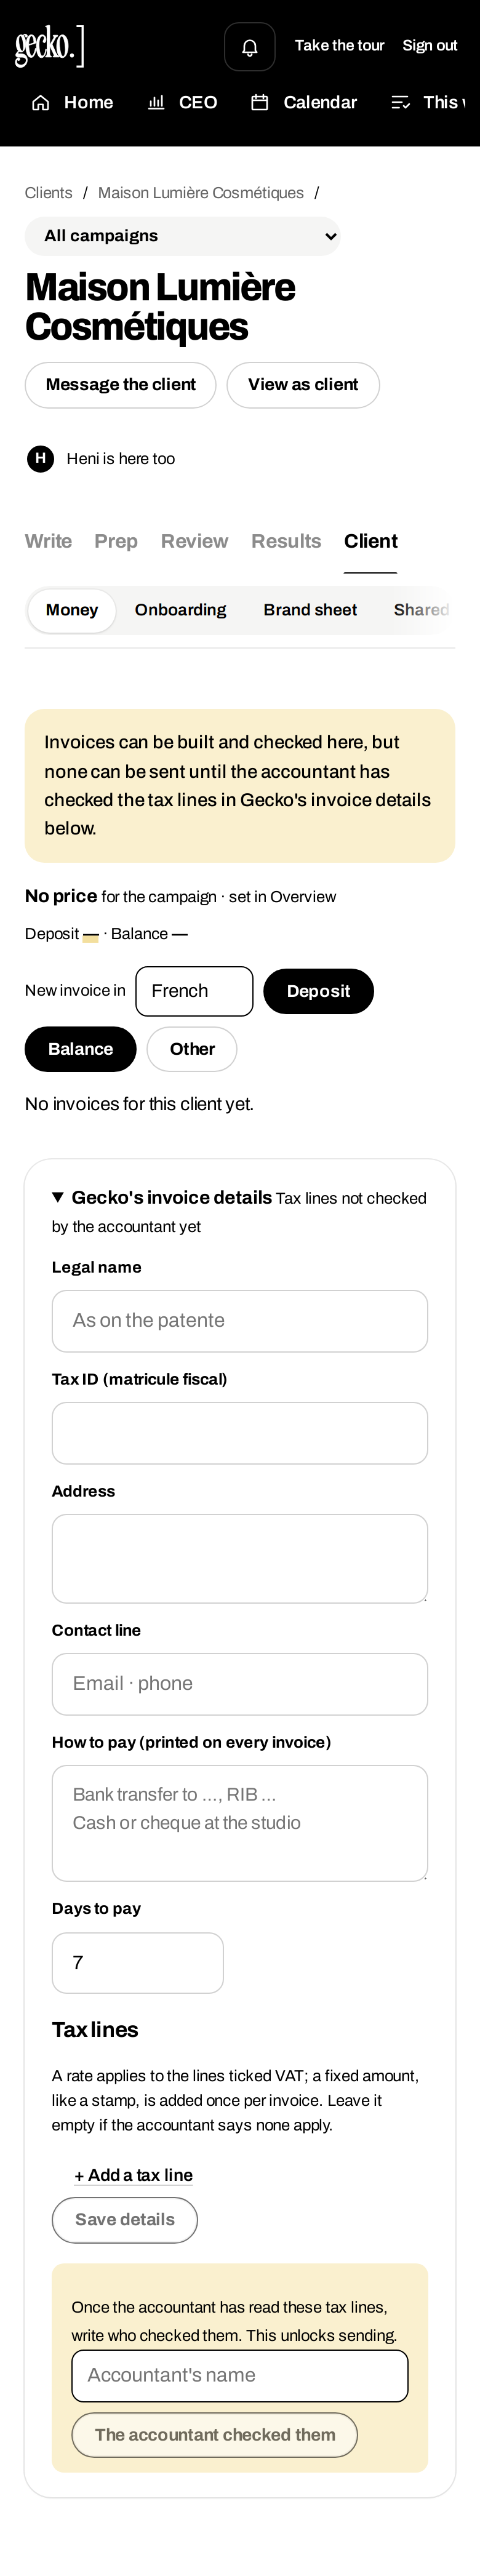 gecko.]
Take the tour Sign out
Home CEO Calendar This
Clients / Maison Lumière Cosmétiques /
All campaigns
Maison Lumière
Cosmétiques
Message the client View as client
H Heni is here too
Write Prep Review Results Client
Money Onboarding Brand sheet Shared
Invoices can be built and checked here, but
none can be sent until the accountant has
checked the tax lines in Gecko's invoice details
below.
No price for the campaign · set in Overview
Deposit — · Balance —
New invoice in French Deposit
Balance Other
No invoices for this client yet.
▼ Gecko's invoice details Tax lines not checked
by the accountant yet
Legal name
As on the patente
Tax ID (matricule fiscal)
Address
Contact line
Email · phone
How to pay (printed on every invoice)
Bank transfer to …, RIB …
Cash or cheque at the studio
Days to pay
7
Tax lines
A rate applies to the lines ticked VAT; a fixed amount,
like a stamp, is added once per invoice. Leave it
empty if the accountant says none apply.
+ Add a tax line
Save details
Once the accountant has read these tax lines,
write who checked them. This unlocks sending.
Accountant's name
The accountant checked them